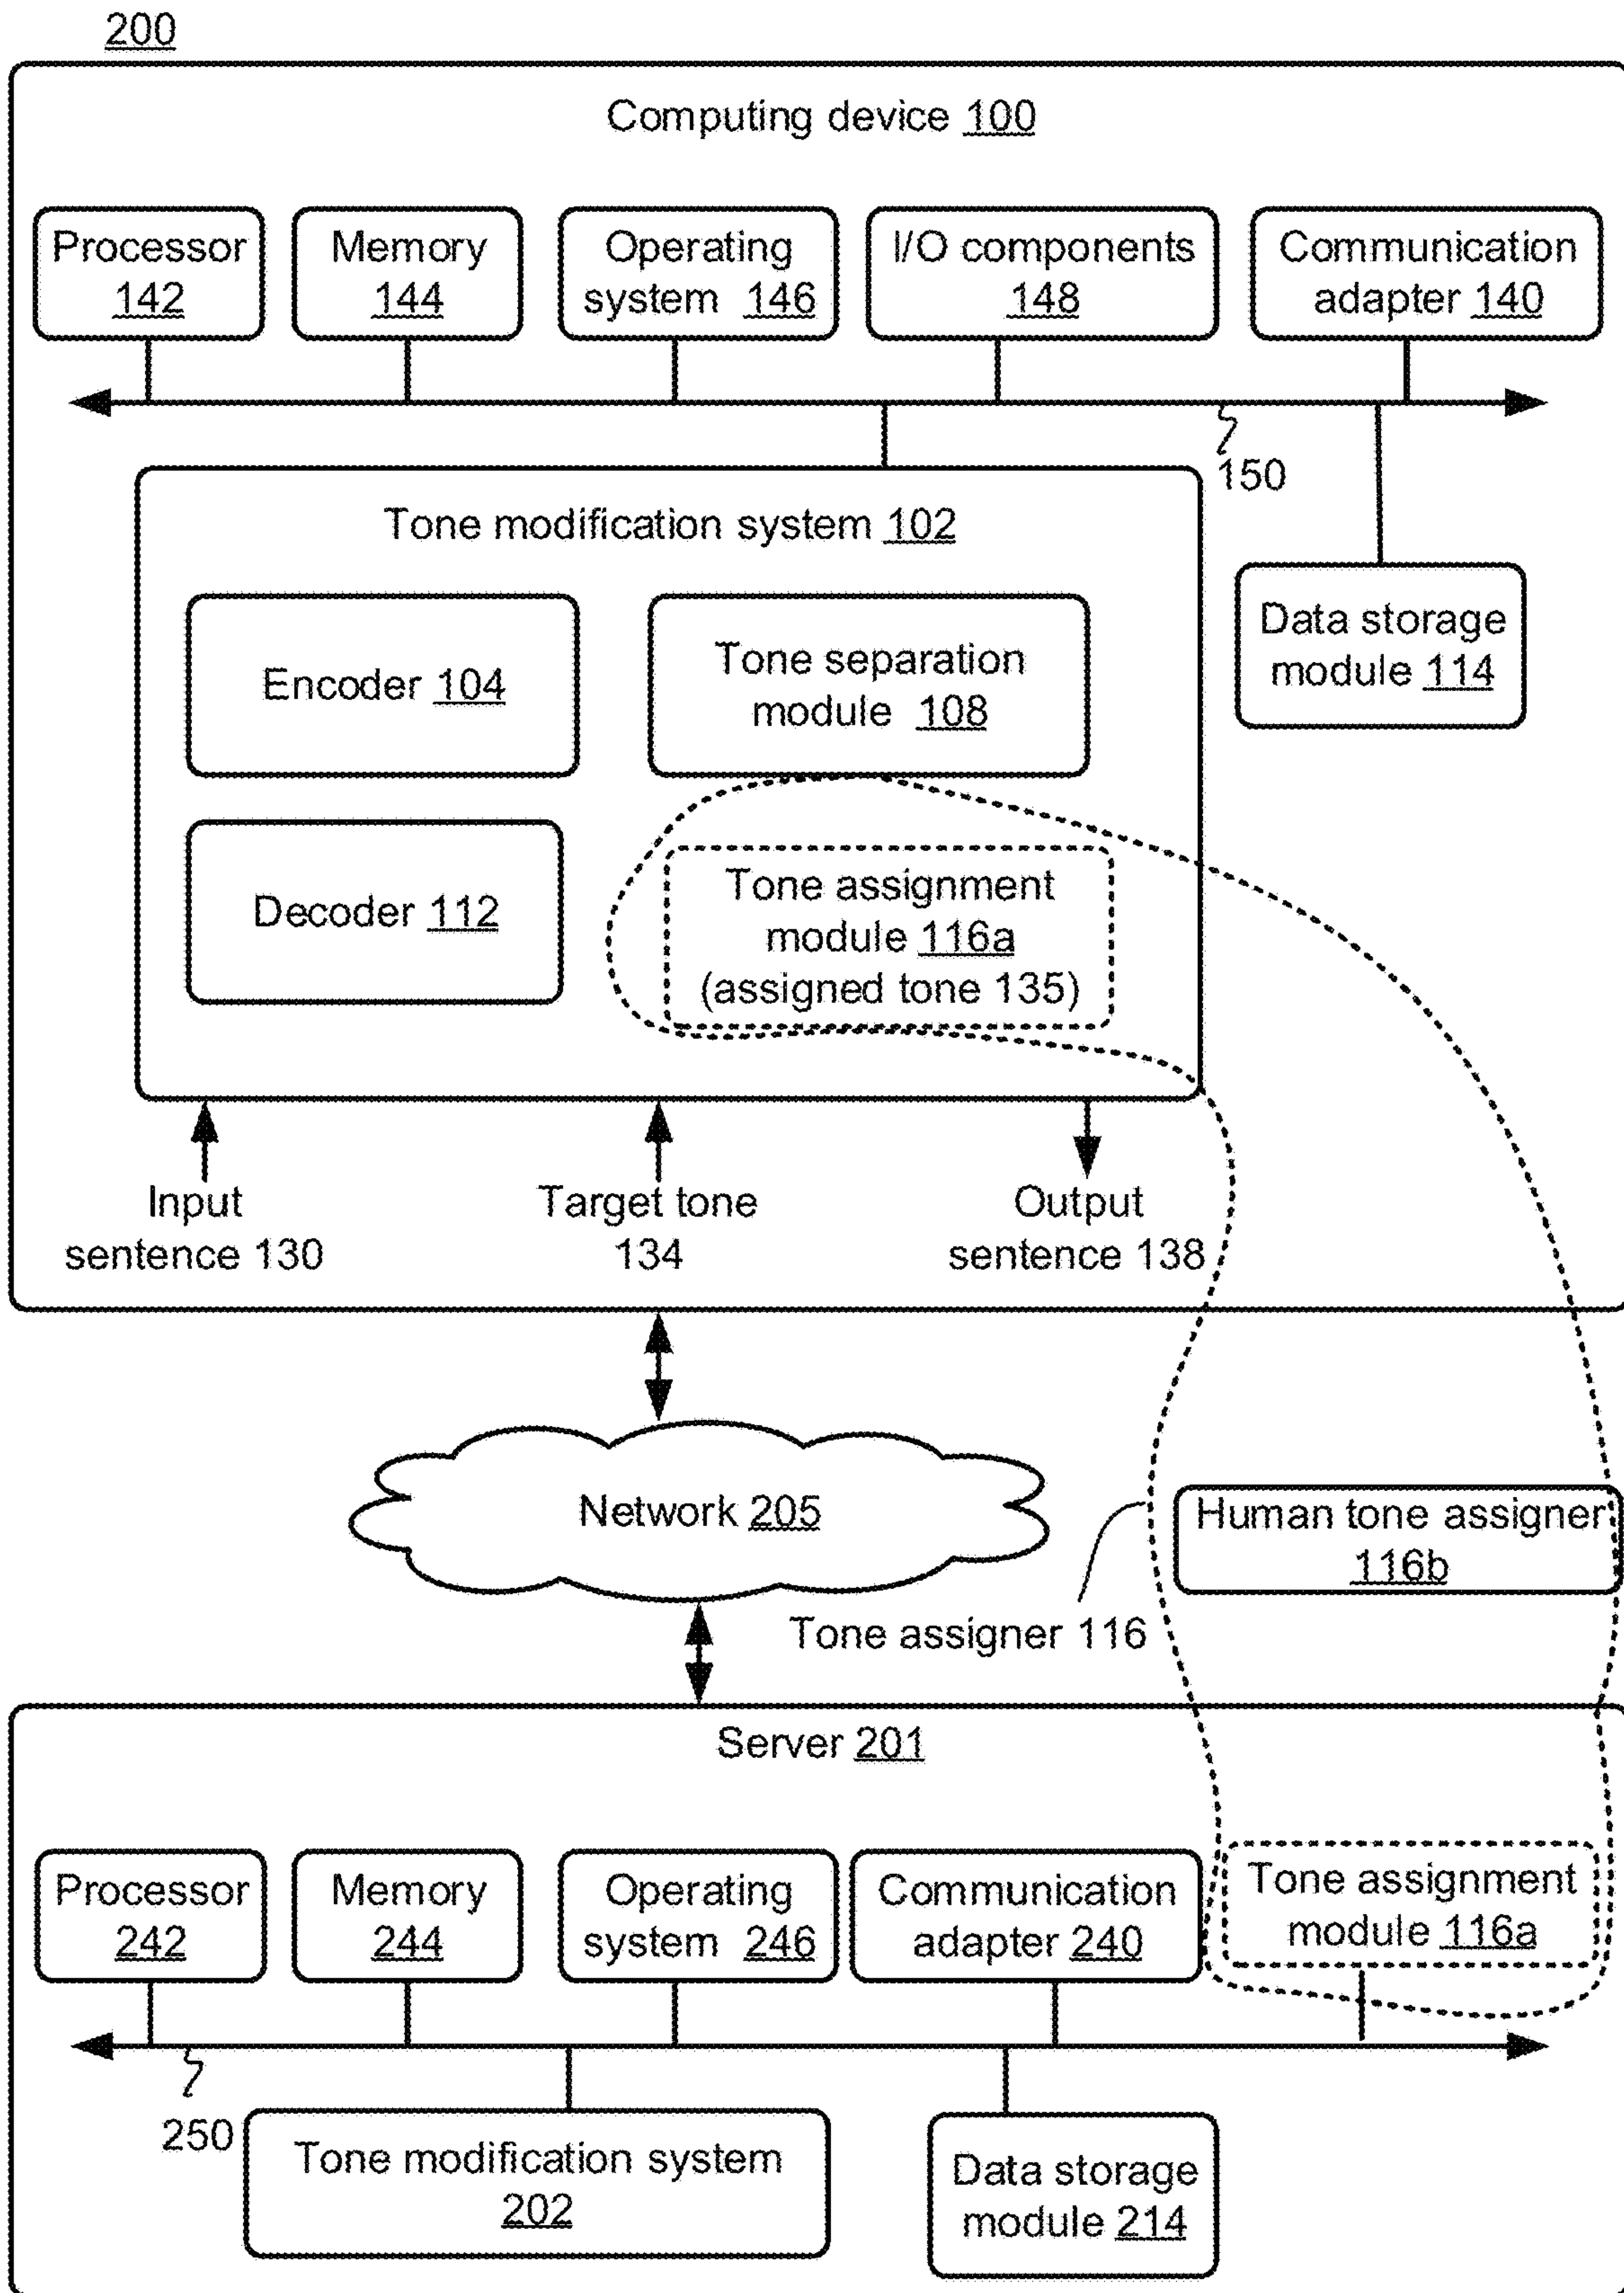 200
Computing device 100
Processor
142
Memory
144
Operating
system 146
I/O components
148
Communication
adapter 140
150
Tone modification system 102
Data storage
module 114
Encoder 104
Tone separation
module 108
Decoder 112
Tone assignment
module 116a
(assigned tone 135)
Input
sentence 130
Target tone
134
Output
sentence 138
Network 205
Human tone assigner
116b
Tone assigner 116
Server 201
Processor
242
Memory
244
Operating
system 246
Communication
adapter 240
Tone assignment
module 116a
250
Tone modification system
202
Data storage
module 214